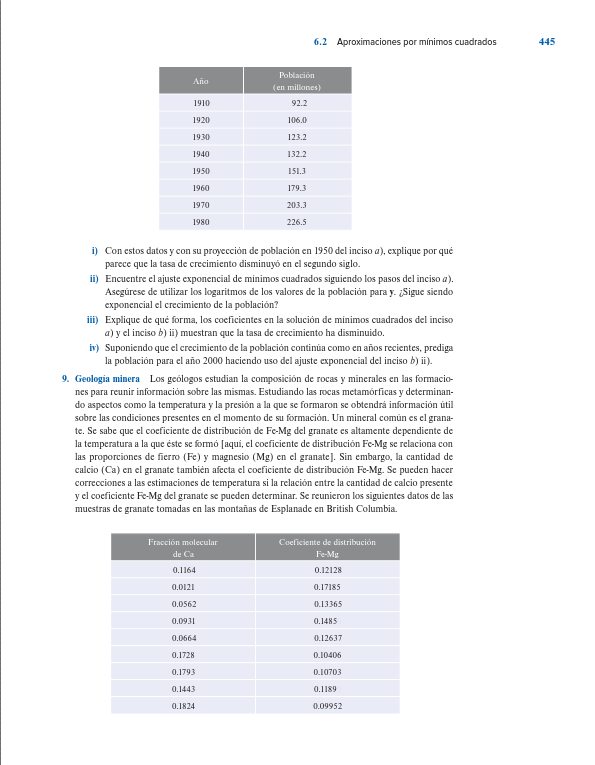 6.2 Aproximaciones por mínimos cuadrados 445
Año Población
(en millones)
1910 92.2
1920 106.0
1930 123.2
1940 132.2
1950 151.3
1960 179.3
1970 203.3
1980 226.5
i) Con estos datos y con su proyección de población en 1950 del inciso a), explique por qué
parece que la tasa de crecimiento disminuyó en el segundo siglo.
ii) Encuentre el ajuste exponencial de mínimos cuadrados siguiendo los pasos del inciso a).
Asegúrese de utilizar los logaritmos de los valores de la población para y. ¿Sigue siendo
exponencial el crecimiento de la población?
iii) Explique de qué forma, los coeficientes en la solución de mínimos cuadrados del inciso
a) y el inciso b) ii) muestran que la tasa de crecimiento ha disminuido.
iv) Suponiendo que el crecimiento de la población continúa como en años recientes, prediga
la población para el año 2000 haciendo uso del ajuste exponencial del inciso b) ii).
9. Geología minera Los geólogos estudian la composición de rocas y minerales en las formacio-
nes para reunir información sobre las mismas. Estudiando las rocas metamórficas y determinan-
do aspectos como la temperatura y la presión a la que se formaron se obtendrá información útil
sobre las condiciones presentes en el momento de su formación. Un mineral común es el grana-
te. Se sabe que el coeficiente de distribución de Fe-Mg del granate es altamente dependiente de
la temperatura a la que éste se formó [aquí, el coeficiente de distribución Fe-Mg se relaciona con
las proporciones de fierro (Fe) y magnesio (Mg) en el granate]. Sin embargo, la cantidad de
calcio (Ca) en el granate también afecta el coeficiente de distribución Fe-Mg. Se pueden hacer
correcciones a las estimaciones de temperatura si la relación entre la cantidad de calcio presente
y el coeficiente Fe-Mg del granate se pueden determinar. Se reunieron los siguientes datos de las
muestras de granate tomadas en las montañas de Esplanade en British Columbia.
Fracción molecular Coeficiente de distribución
de Ca Fe-Mg
0.1164 0.12128
0.0121 0.17185
0.0562 0.13365
0.0931 0.1485
0.0664 0.12637
0.1728 0.10406
0.1793 0.10703
0.1443 0.1189
0.1824 0.09952